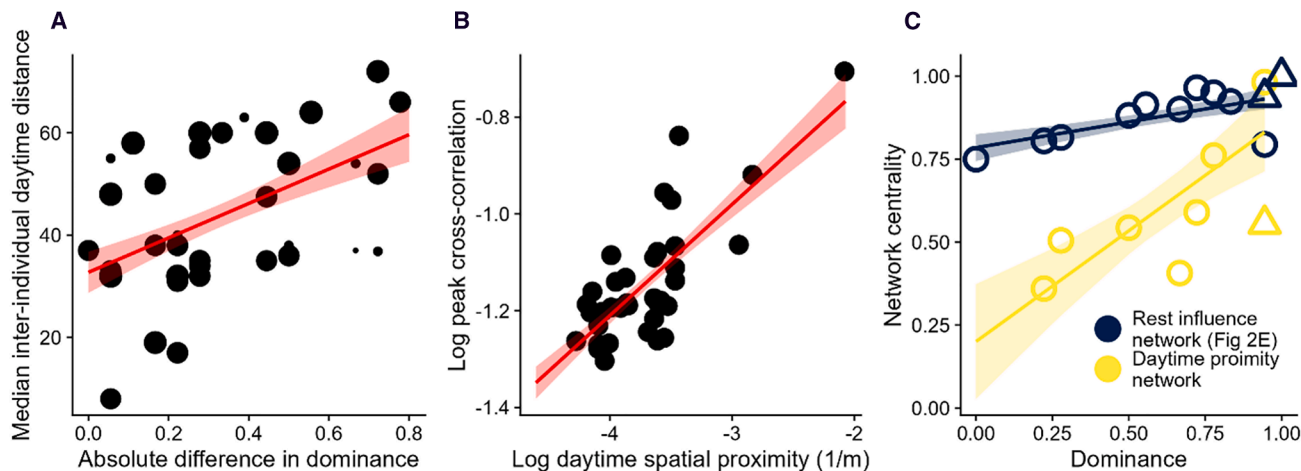 A
Median inter-individual daytime distance
60
40
20
0.0 0.2 0.4 0.6 0.8
Absolute difference in dominance
B
Log peak cross-correlation
-0.8
-1.0
-1.2
-1.4
-4 -3 -2
Log daytime spatial proximity (1/m)
C
Network centrality
1.00
0.75
0.50
0.25
0.00
Rest influence
network (Fig 2E)
Daytime proimity
network
0.00 0.25 0.50 0.75 1.00
Dominance